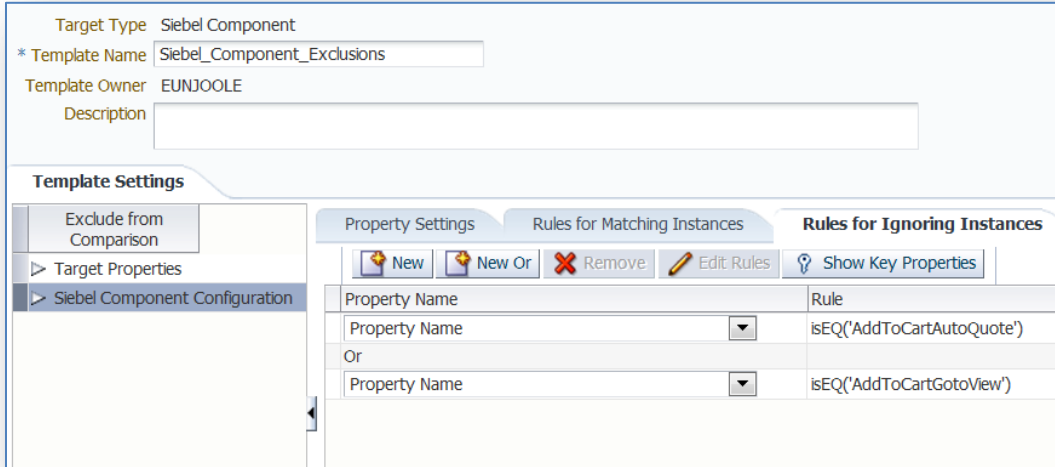 Target Type Siebel Component
* Template Name Siebel_Component_Exclusions
Template Owner EUNJOOLE
Description
Template Settings
Exclude from
Comparison
Target Properties
Siebel Component Configuration
Property Settings Rules for Matching Instances Rules for Ignoring Instances
New New Or Remove Edit Rules Show Key Properties
Property Name Rule
Property Name isEQ('AddToCartAutoQuote')
Or
Property Name isEQ('AddToCartGotoView')